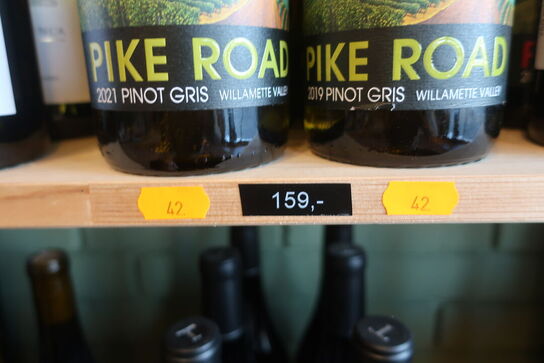 PIKE ROAD
2021 PINOT GRIS WILLAMETTE VALLEY
PIKE ROAD
2019 PINOT GRIS WILLAMETTE VALLEY
42
159,-
42